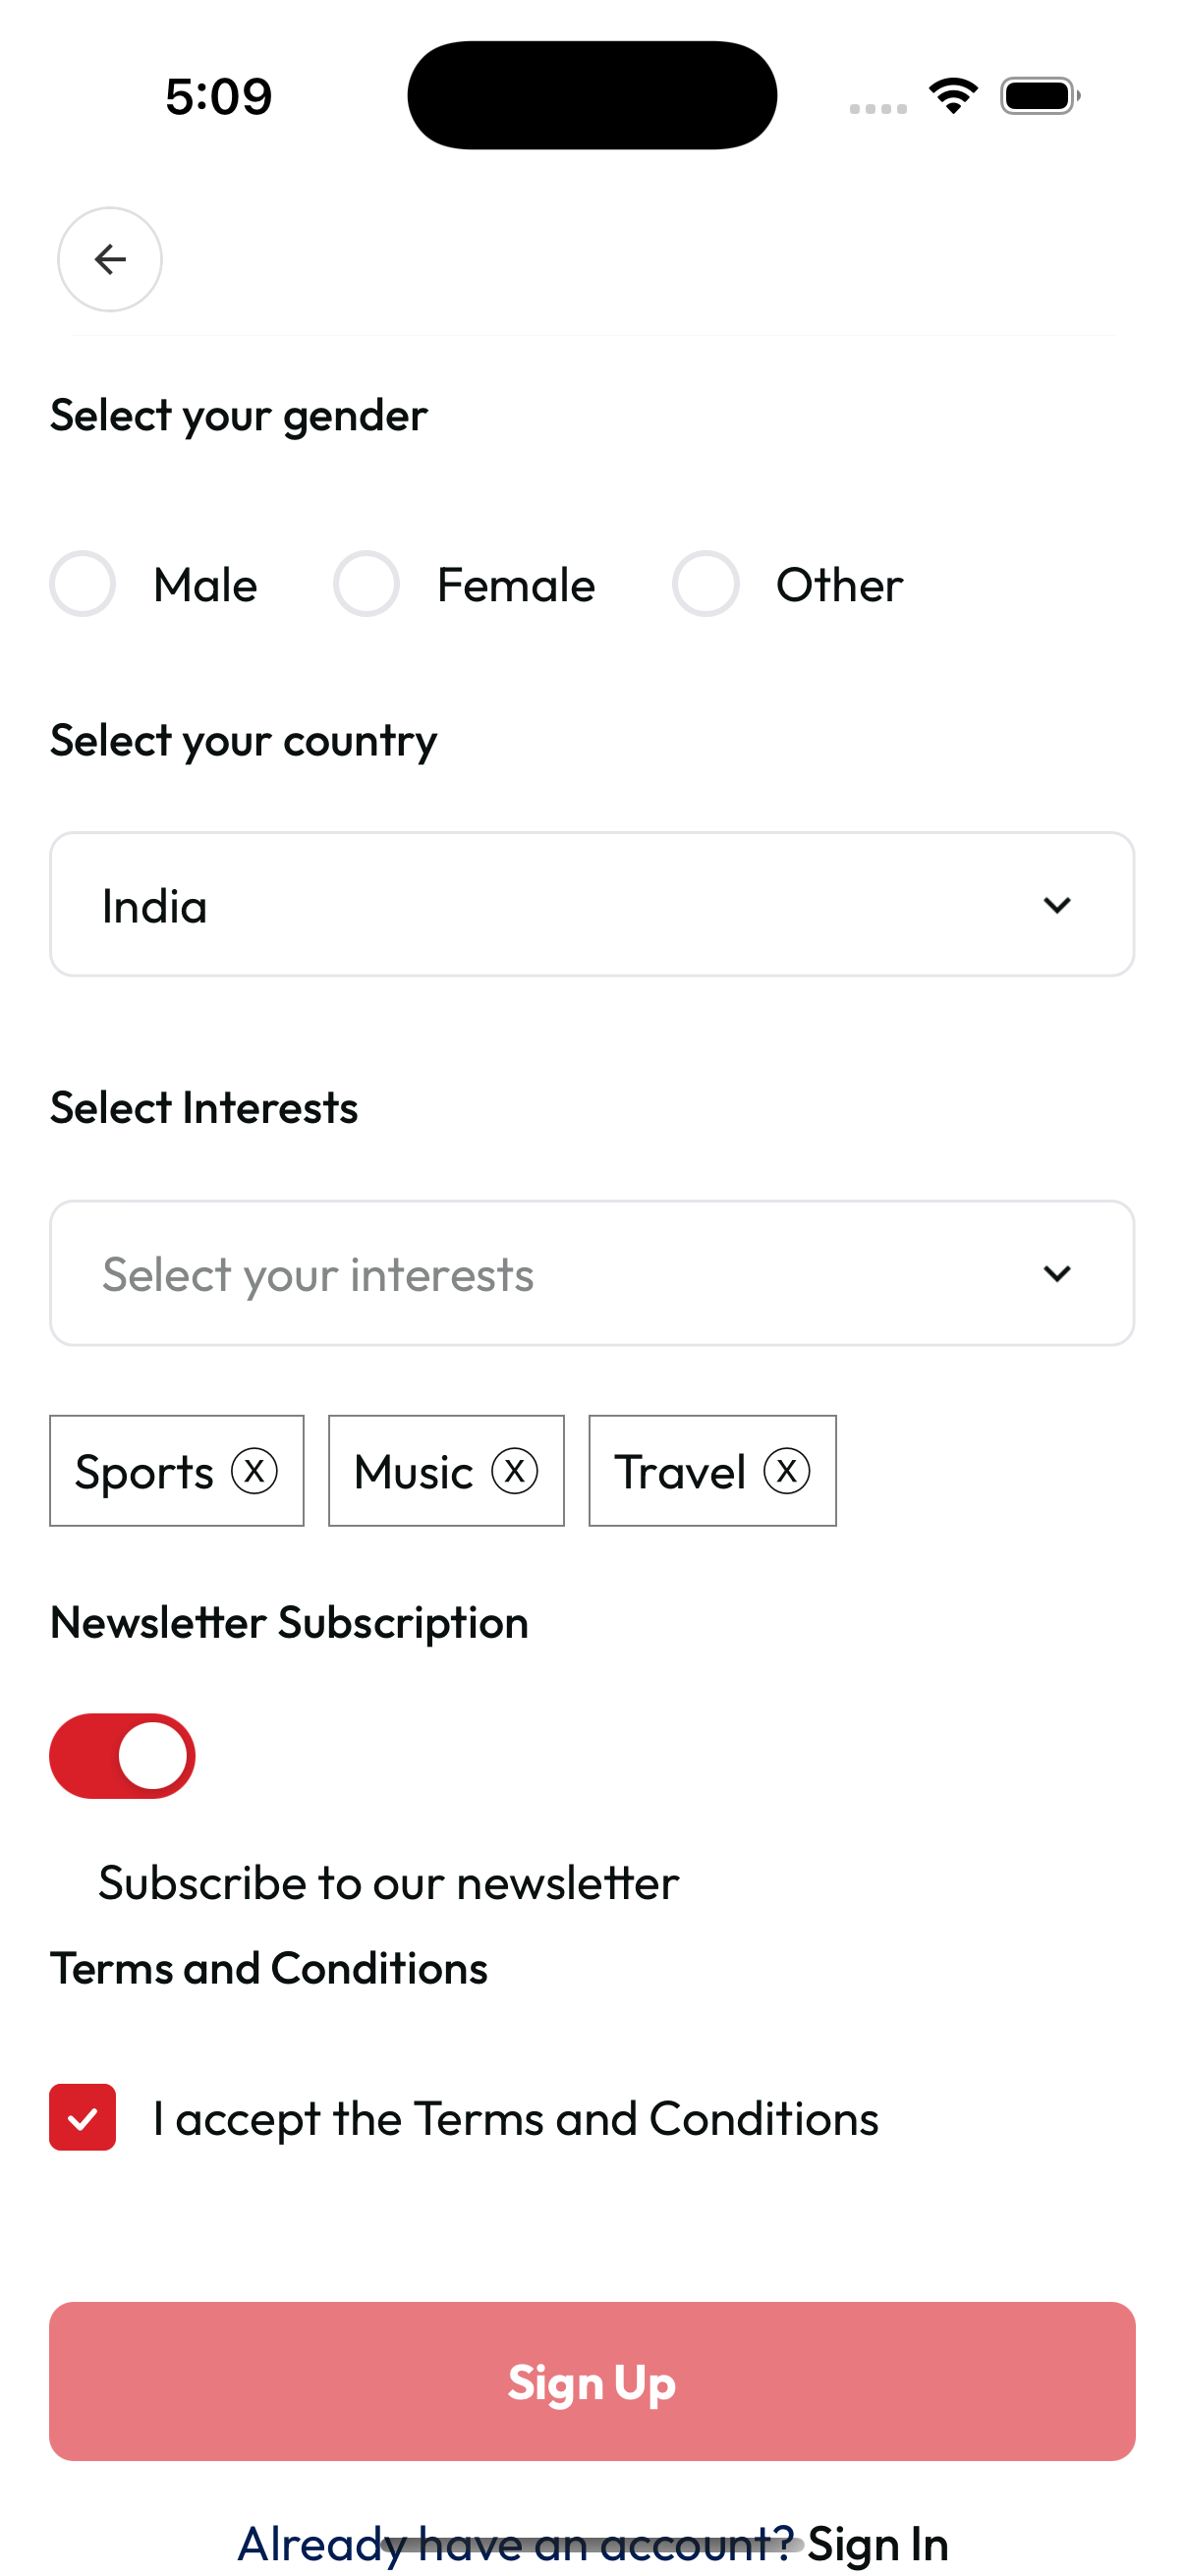 5:09
Select your gender
Male Female Other
Select your country
India
Select Interests
Select your interests
Sports X Music X Travel X
Newsletter Subscription
Subscribe to our newsletter
Terms and Conditions
I accept the Terms and Conditions
Sign Up
Already have an account? Sign In